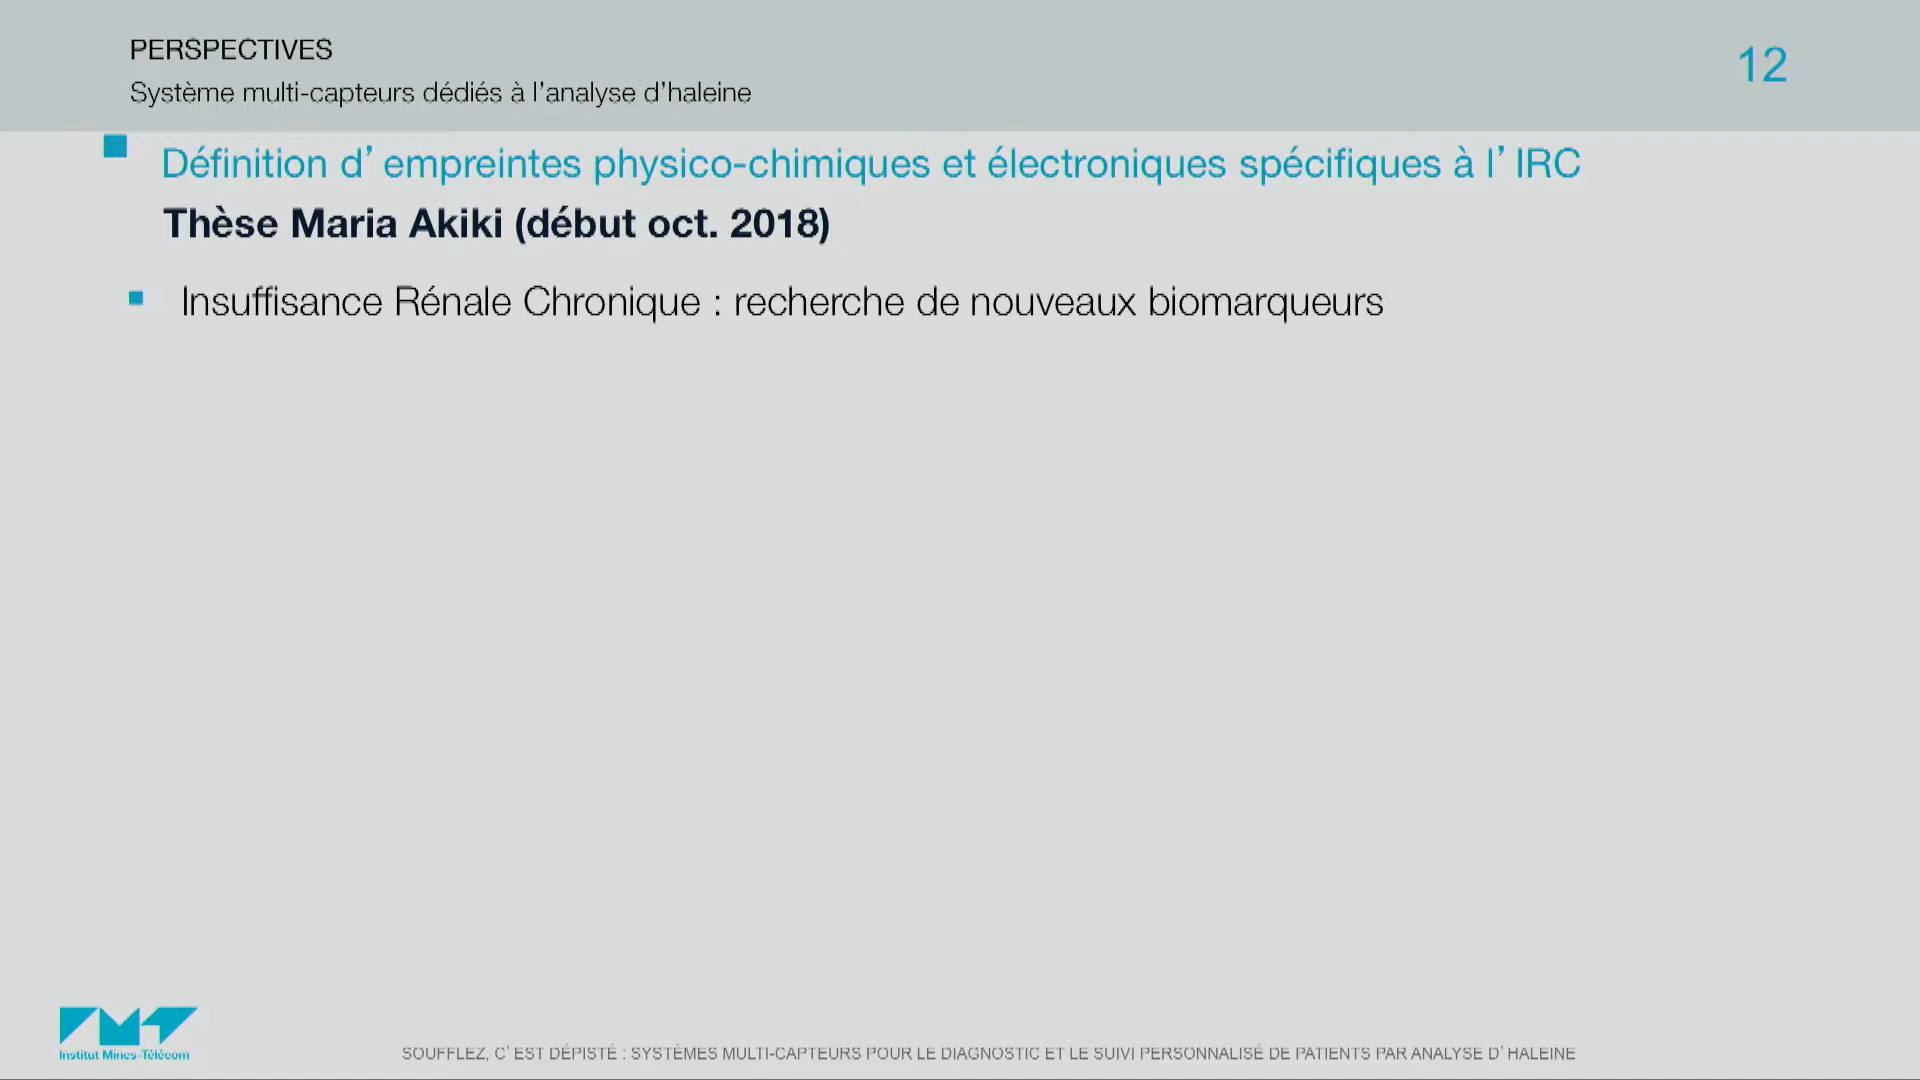 PERSPECTIVES
12
Système multi-capteurs dédiés à l’analyse d’haleine
Définition d’ empreintes physico-chimiques et électroniques spécifiques à l’ IRC
Thèse Maria Akiki (début oct. 2018)
Insuffisance Rénale Chronique : recherche de nouveaux biomarqueurs
Institut Mines-Télécom
SOUFFLEZ, C’ EST DÉPISTÉ : SYSTÈMES MULTI-CAPTEURS POUR LE DIAGNOSTIC ET LE SUIVI PERSONNALISÉ DE PATIENTS PAR ANALYSE D’ HALEINE